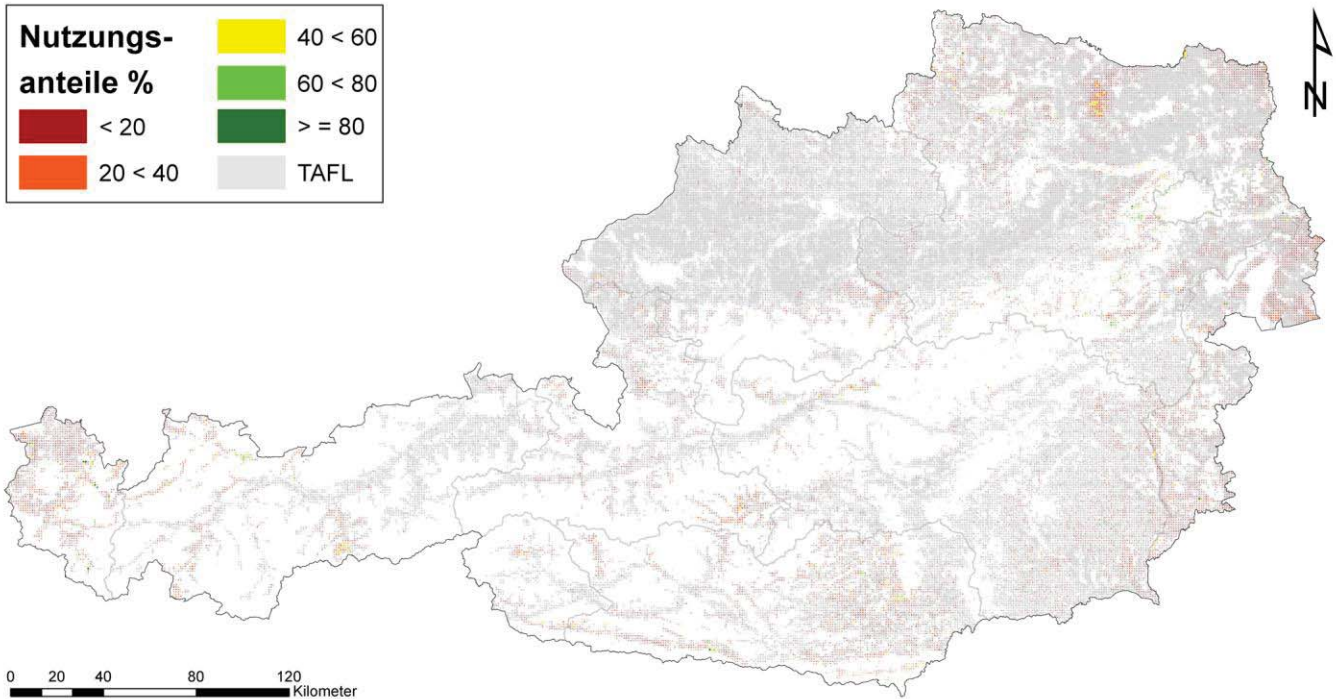 Nutzungs-
anteile %
< 20
20 < 40
40 < 60
60 < 80
> = 80
TAFL
N
0 20 40 80 120
Kilometer